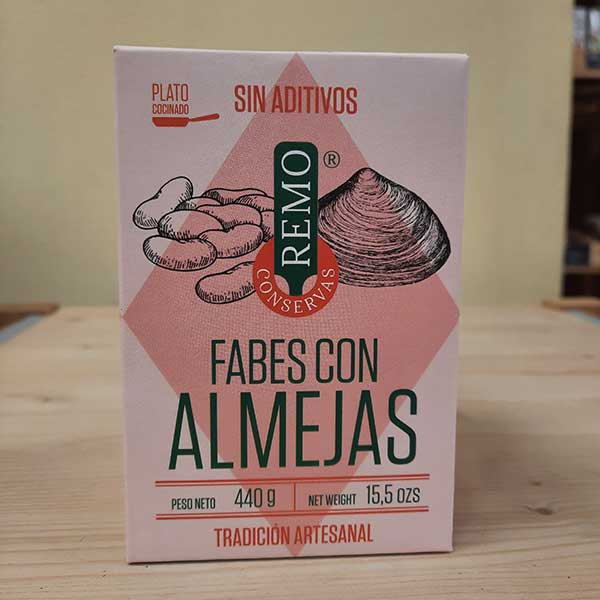 PLATO
COCINADO
SIN ADITIVOS
REMO ®
CONSERVAS
FABES CON
ALMEJAS
PESO NETO 440 g NET WEIGHT 15,5 OZS
TRADICIÓN ARTESANAL